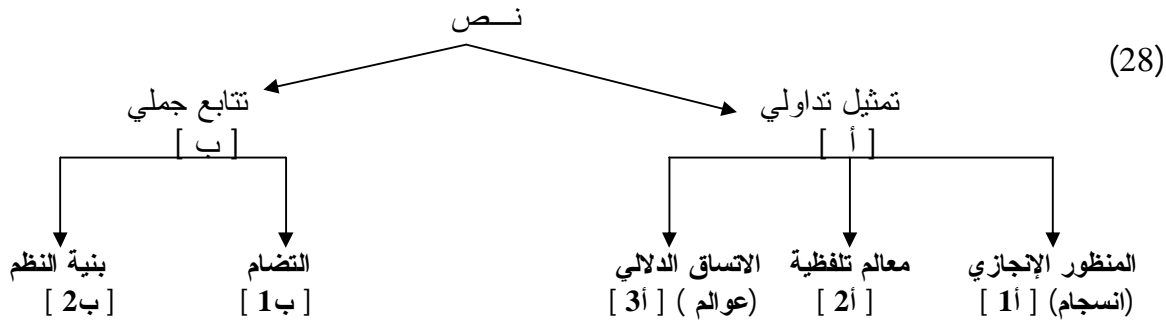 نـــص
(28)
تمثيل تداولي
[ أ ]
تتابع جملي
[ ب ]
المنظور الإنجازي
(انسجام) [ أ1 ]
معالم تلفظية
[ أ2 ]
الاتساق الدلالي
(عوالم ) [ أ3 ]
التضام
[ ب1 ]
بنية النظم
[ ب2 ]